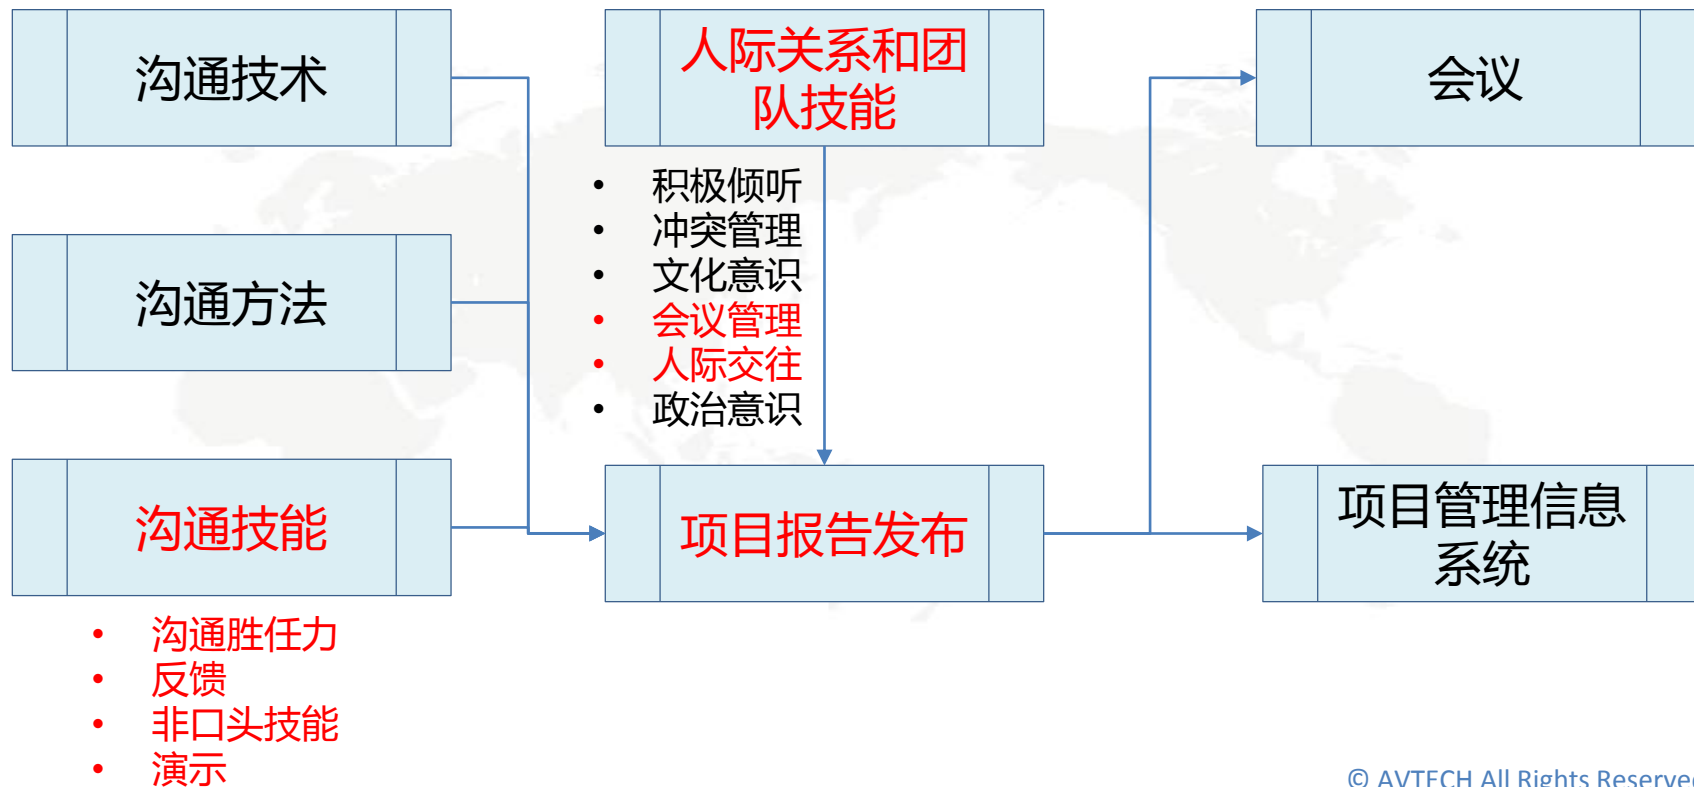 沟通技术
人际关系和团
队技能
会议
• 积极倾听
• 冲突管理
• 文化意识
• 会议管理
• 人际交往
• 政治意识
沟通方法
沟通技能
项目报告发布
项目管理信息
系统
• 沟通胜任力
• 反馈
• 非口头技能
• 演示
© AVTECH All Rights Reserved